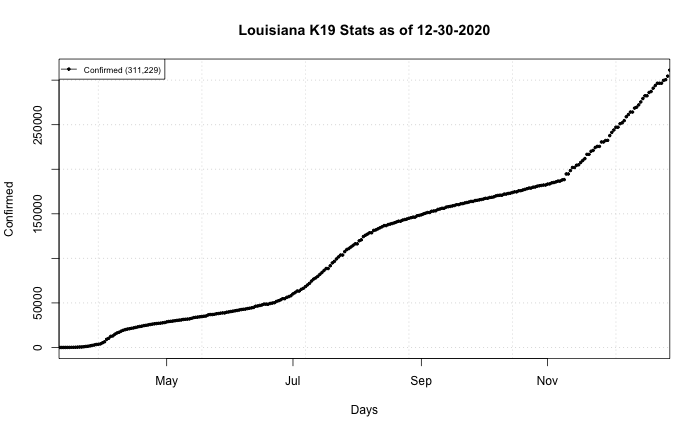 Louisiana K19 Stats as of 12-30-2020
Confirmed (311,229)
250000
150000
50000
0
Confirmed
May Jul Sep Nov
Days